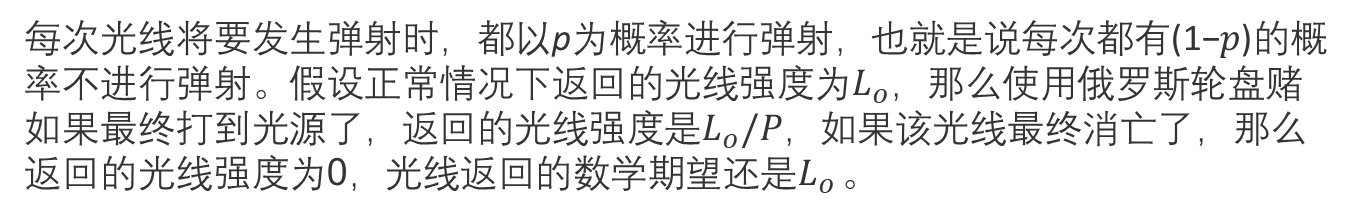 每次光线将要发生弹射时，都以p为概率进行弹射，也就是说每次都有(1−p)的概
率不进行弹射。假设正常情况下返回的光线强度为Lₒ，那么使用俄罗斯轮盘赌
如果最终打到光源了，返回的光线强度是Lₒ/P，如果该光线最终消亡了，那么
返回的光线强度为0，光线返回的数学期望还是Lₒ。